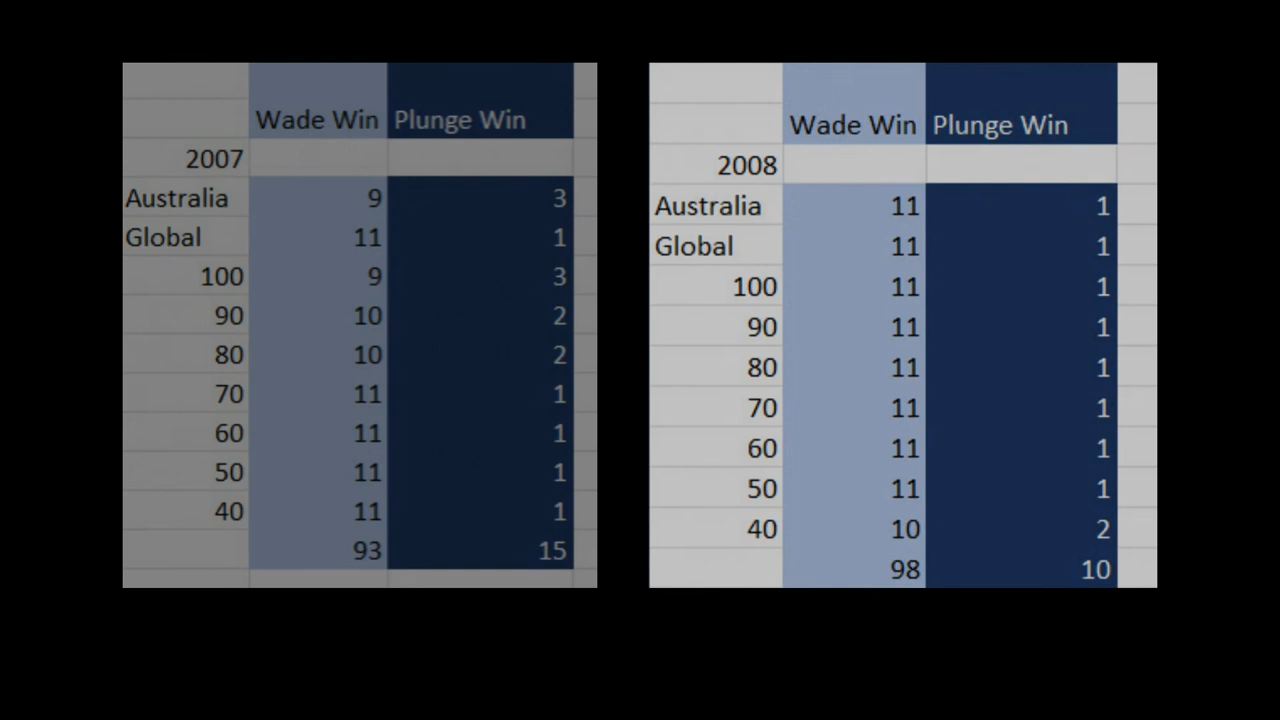 Wade Win Plunge Win
2007
Australia 9 3
Global 11 1
100 9 3
90 10 2
80 10 2
70 11 1
60 11 1
50 11 1
40 11 1
93 15
Wade Win Plunge Win
2008
Australia 11 1
Global 11 1
100 11 1
90 11 1
80 11 1
70 11 1
60 11 1
50 11 1
40 10 2
98 10